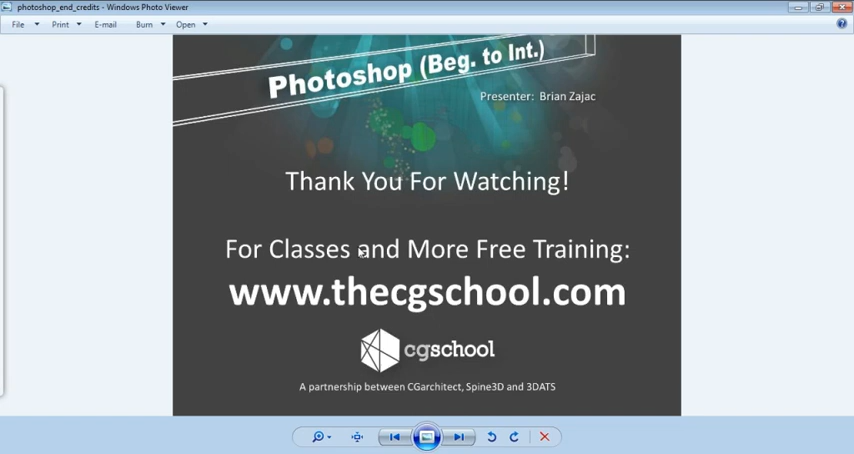 photoshop_end_credits - Windows Photo Viewer
File Print E-mail Burn Open
Photoshop (Beg. to Int.)
Presenter: Brian Zajac
Thank You For Watching!
For Classes and More Free Training:
www.thecgschool.com
cgschool
A partnership between CGarchitect, Spine3D and 3DATS